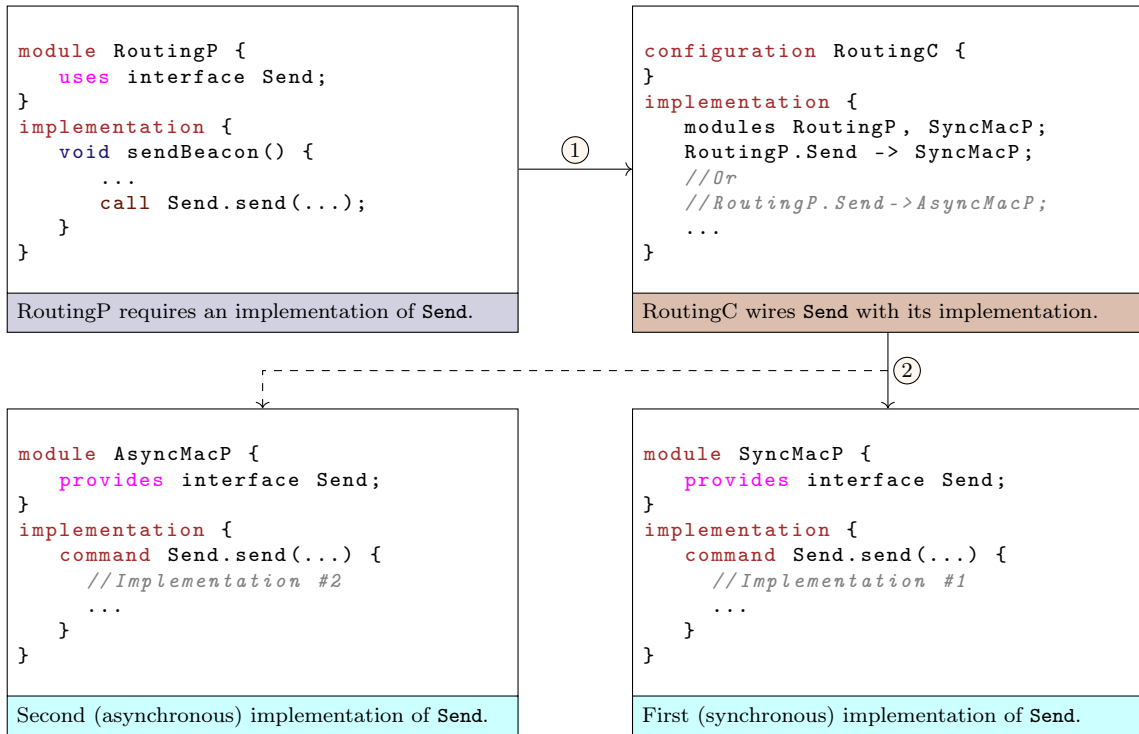 module RoutingP {
   uses interface Send;
}
implementation {
   void sendBeacon() {
      ...
      call Send.send(...);
   }
}
RoutingP requires an implementation of Send.
1
configuration RoutingC {
}
implementation {
   modules RoutingP, SyncMacP;
   RoutingP.Send -> SyncMacP;
   //Or
   //RoutingP.Send->AsyncMacP;
   ...
}
RoutingC wires Send with its implementation.
2
module AsyncMacP {
   provides interface Send;
}
implementation {
   command Send.send(...) {
     //Implementation #2
     ...
   }
}
Second (asynchronous) implementation of Send.
module SyncMacP {
   provides interface Send;
}
implementation {
   command Send.send(...) {
     //Implementation #1
     ...
   }
}
First (synchronous) implementation of Send.